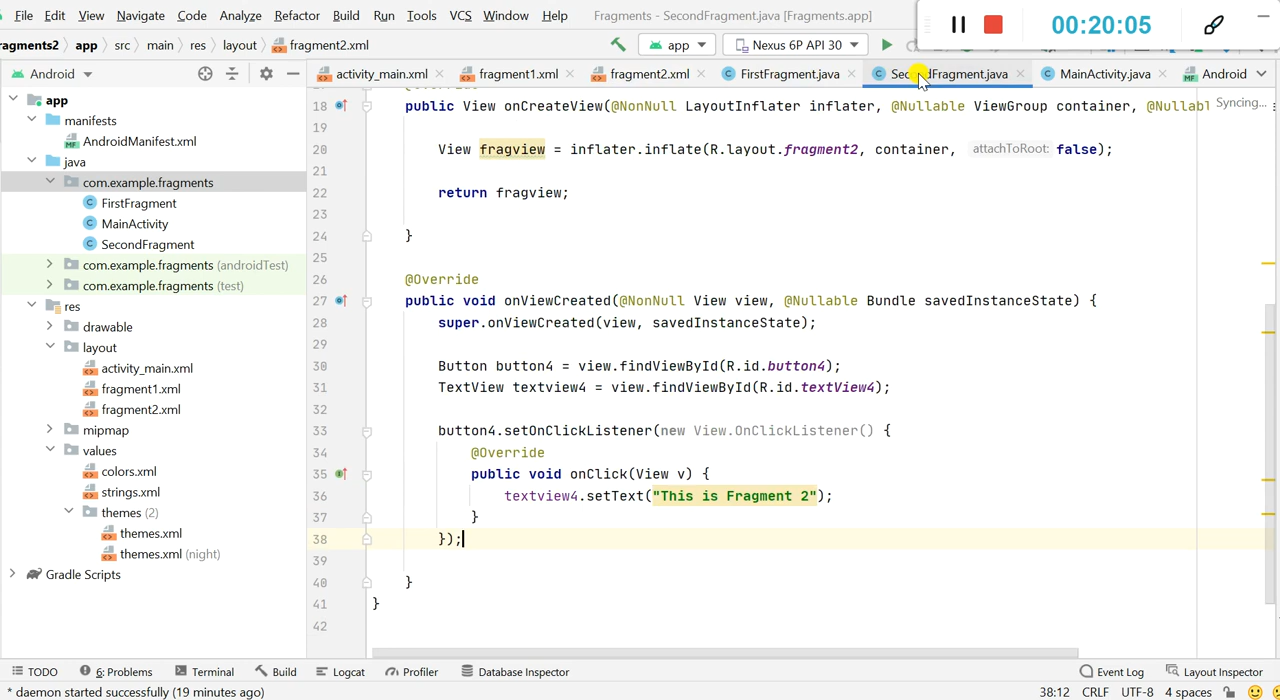 File Edit View Navigate Code Analyze Refactor Build Run Tools VCS Window Help Fragments - SecondFragment.java [Fragments.app]
00:20:05
ragments2 app src main res layout fragment2.xml app Nexus 6P API 30
Android activity_main.xml fragment1.xml fragment2.xml FirstFragment.java SecondFragment.java MainActivity.java Android
app
manifests
AndroidManifest.xml
java
com.example.fragments
FirstFragment
MainActivity
SecondFragment
com.example.fragments (androidTest)
com.example.fragments (test)
res
drawable
layout
activity_main.xml
fragment1.xml
fragment2.xml
mipmap
values
colors.xml
strings.xml
themes (2)
themes.xml
themes.xml (night)
Gradle Scripts
18 public View onCreateView(@NonNull LayoutInflater inflater, @Nullable ViewGroup container, @Nullabl Syncing...
19
20 View fragview = inflater.inflate(R.layout.fragment2, container, attachToRoot: false);
21
22 return fragview;
23
24 }
25
26 @Override
27 public void onViewCreated(@NonNull View view, @Nullable Bundle savedInstanceState) {
28 super.onViewCreated(view, savedInstanceState);
29
30 Button button4 = view.findViewById(R.id.button4);
31 TextView textview4 = view.findViewById(R.id.textView4);
32
33 button4.setOnClickListener(new View.OnClickListener() {
34 @Override
35 public void onClick(View v) {
36 textview4.setText("This is Fragment 2");
37 }
38 });
39
40 }
41 }
42
TODO 6: Problems Terminal Build Logcat Profiler Database Inspector Event Log Layout Inspector
* daemon started successfully (19 minutes ago) 38:12 CRLF UTF-8 4 spaces